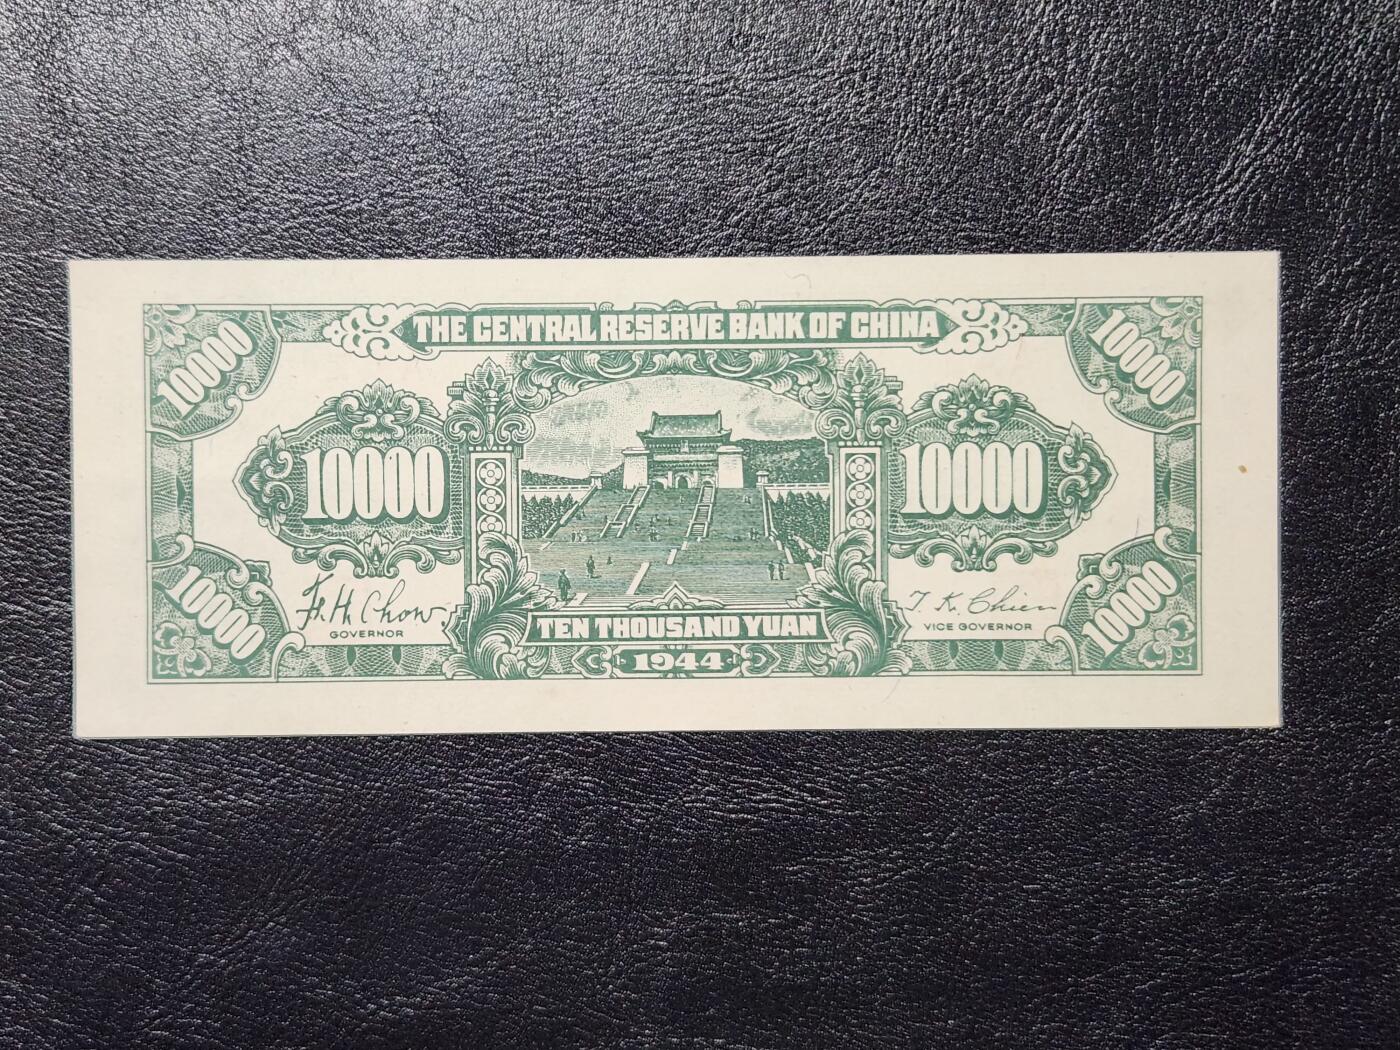 10000
THE CENTRAL RESERVE BANK OF CHINA
10000
10000
10000
10000
Fr. H. Chow.
GOVERNOR
T. K. Chien
VICE GOVERNOR
10000
TEN THOUSAND YUAN
1944